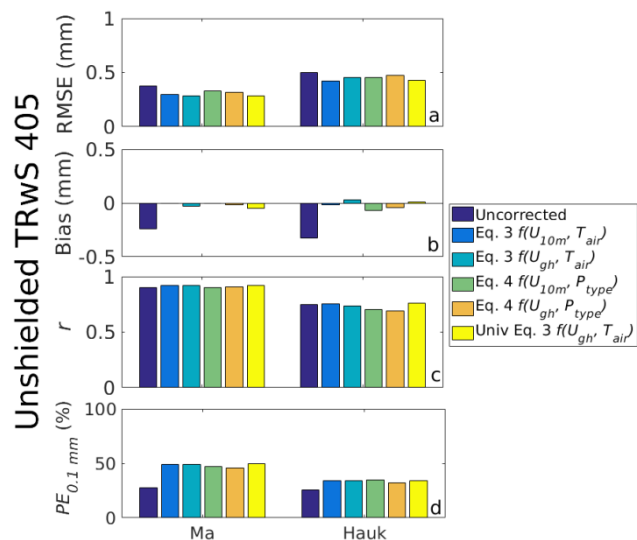 Unshielded TRwS 405
RMSE (mm)
1
0.5
0
a
Bias (mm)
0.5
0
-0.5
b
r
1
0.5
0
c
PE0.1 mm (%)
100
50
0
d
Ma Hauk
Uncorrected
Eq. 3 f(U10m, Tair)
Eq. 3 f(Ugh, Tair)
Eq. 4 f(U10m, Ptype)
Eq. 4 f(Ugh, Ptype)
Univ Eq. 3 f(Ugh, Tair)